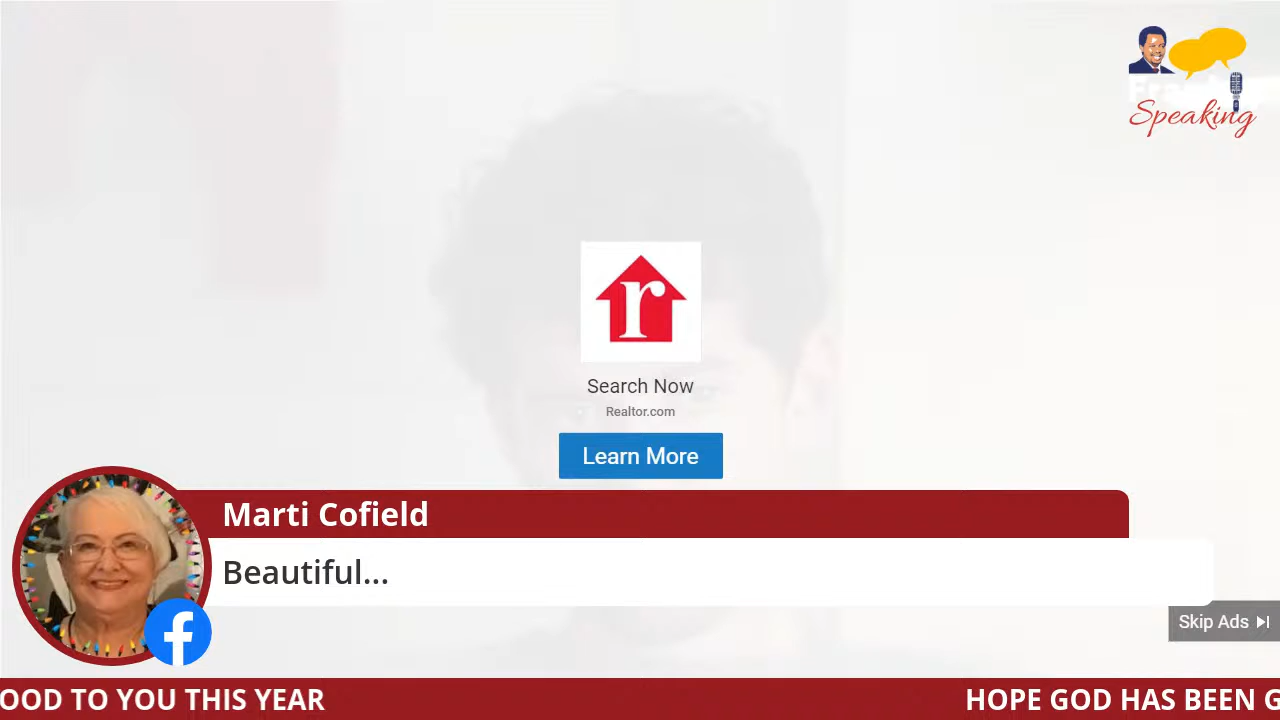 Speaking
r
Search Now
Realtor.com
Learn More
Marti Cofield
Beautiful...
Skip Ads
OOD TO YOU THIS YEAR HOPE GOD HAS BEEN G